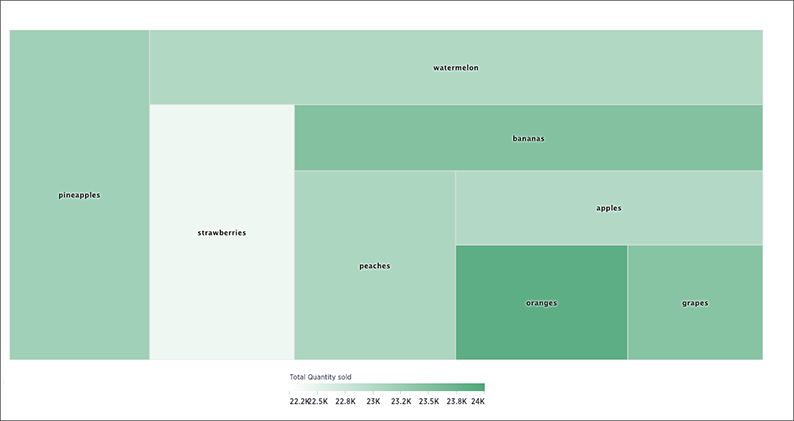 watermelon
bananas
pineapples
apples
strawberries
peaches
oranges
grapes
Total Quantity sold
22.2K 22.5K 22.8K 23K 23.2K 23.5K 23.8K 24K